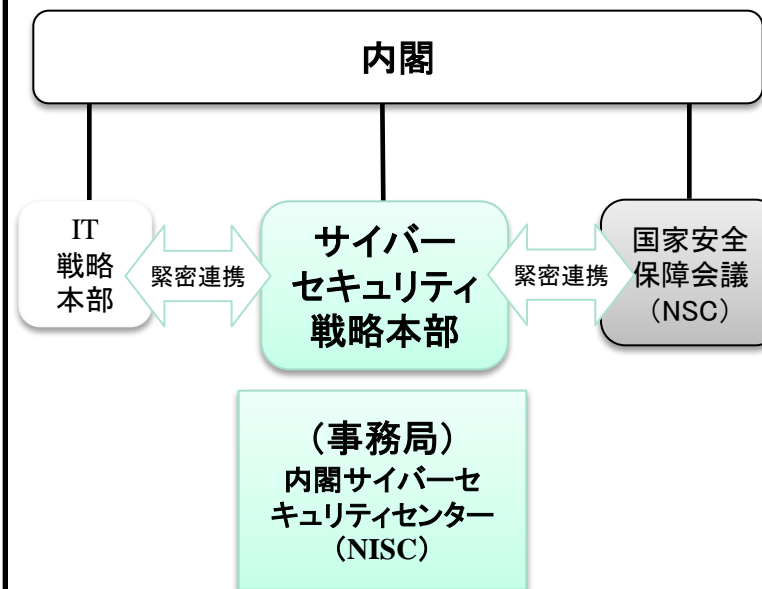 内閣
IT
戦略
本部
緊密連携
サイバー
セキュリティ
戦略本部
緊密連携
国家安全
保障会議
（NSC）
（事務局）
内閣サイバーセ
キュリティセンター
（NISC）